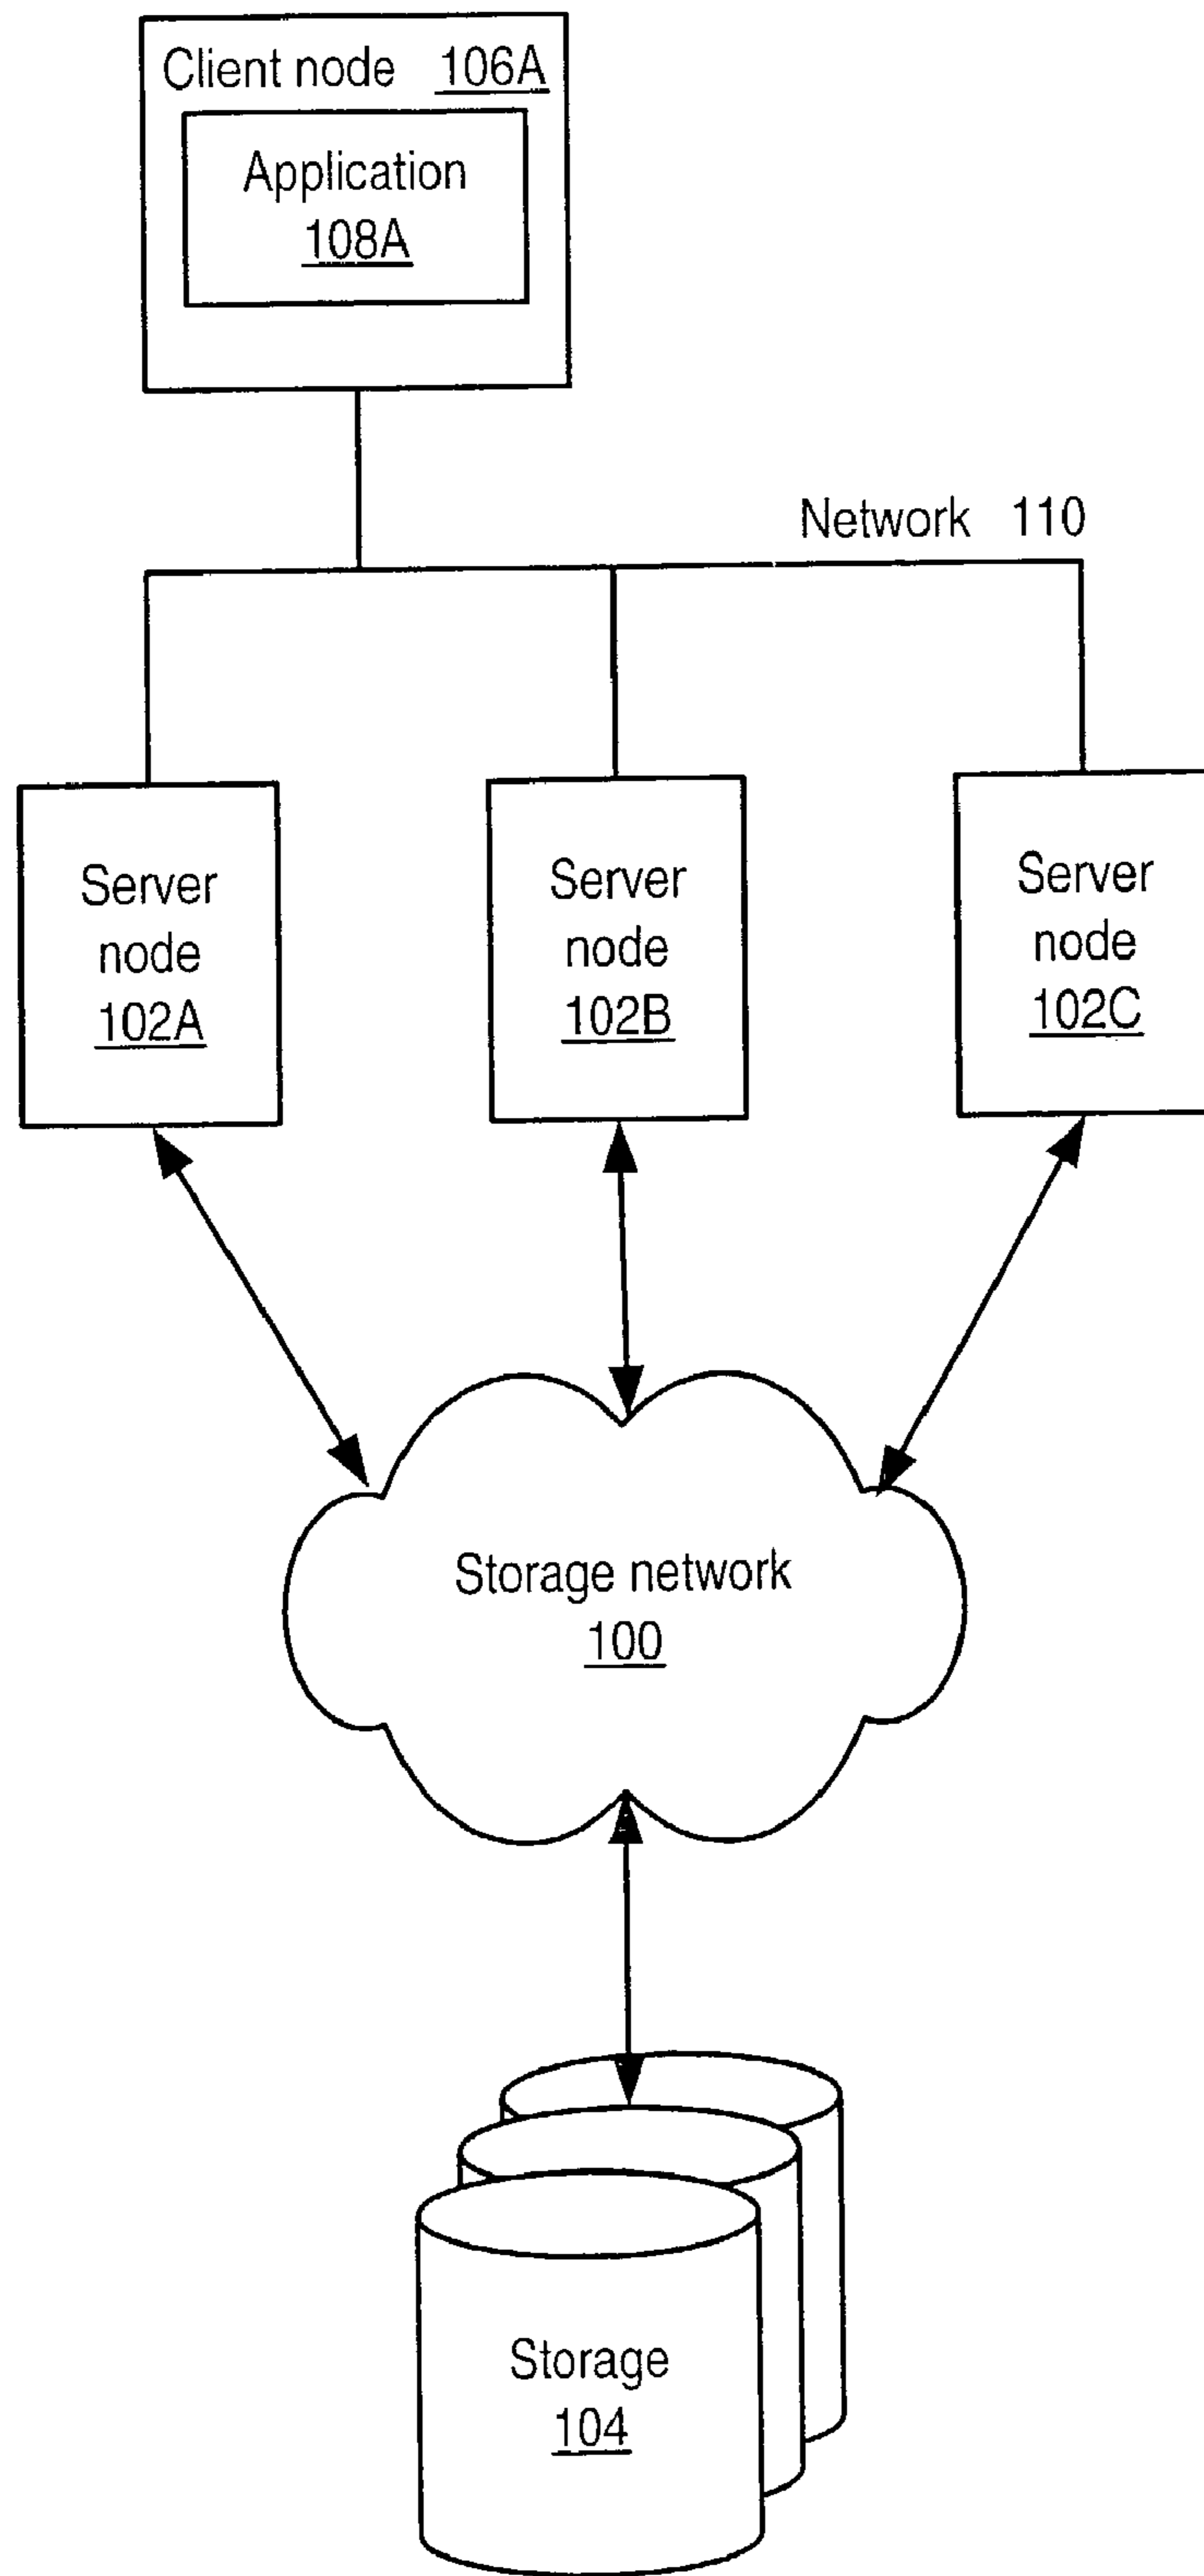 Client node 106A
Application
108A
Network 110
Server
node
102A
Server
node
102B
Server
node
102C
Storage network
100
Storage
104